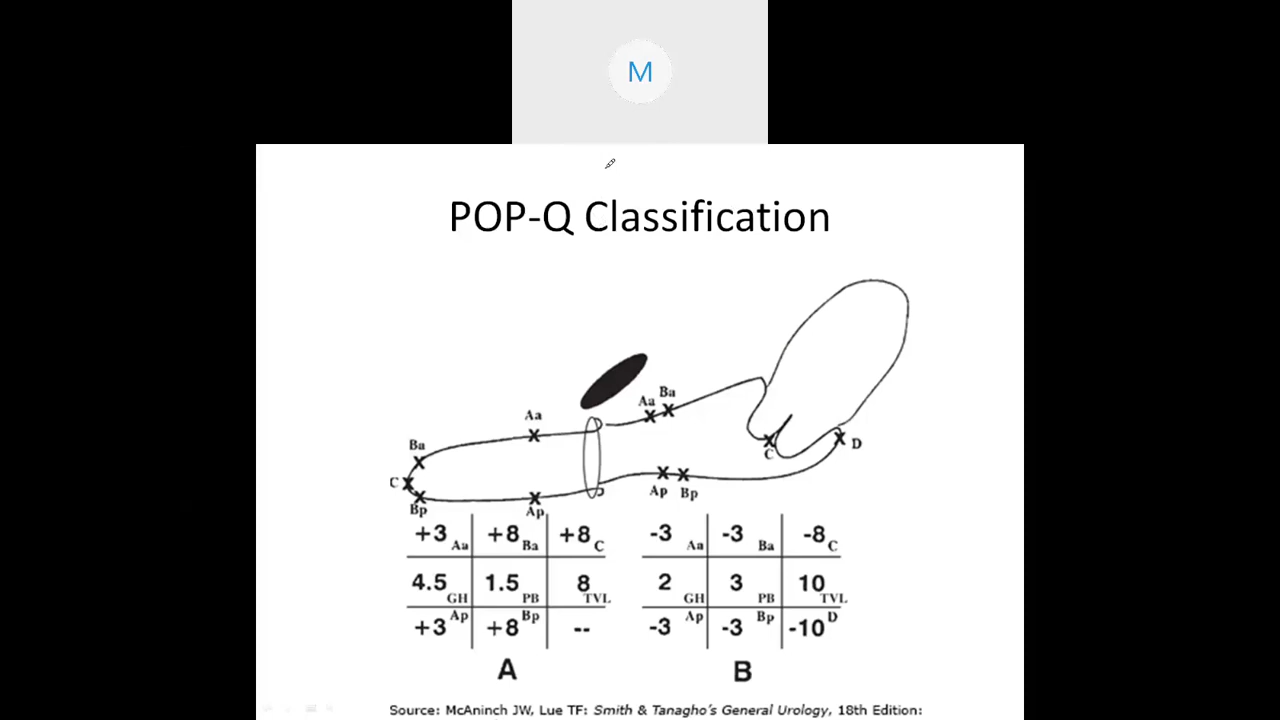 M
POP-Q Classification
Ba
Aa
Aa
Ba
C
C
D
Bp
Ap
Ap
Bp
+3 Aa +8 Ba +8 C
4.5 GH 1.5 PB 8 TVL
+3 Ap +8 Bp --
A
-3 Aa -3 Ba -8 C
2 GH 3 PB 10 TVL
-3 Ap -3 Bp -10 D
B
Source: McAninch JW, Lue TF: Smith & Tanagho's General Urology, 18th Edition: